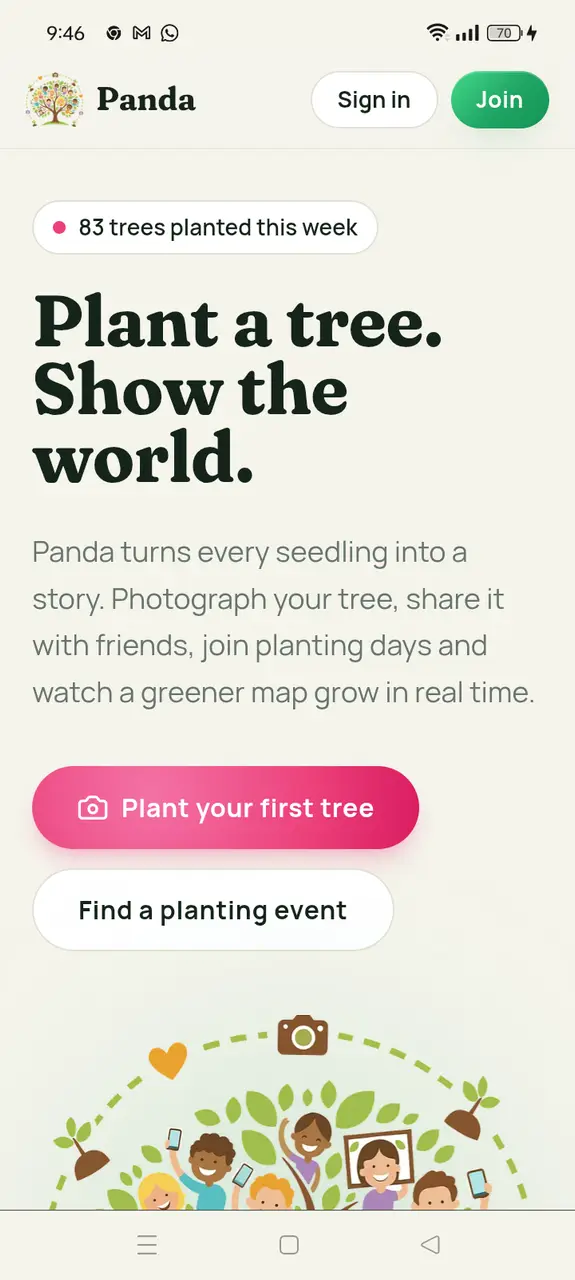 9:46
70
Panda
Sign in
Join
83 trees planted this week
Plant a tree.
Show the
world.
Panda turns every seedling into a
story. Photograph your tree, share it
with friends, join planting days and
watch a greener map grow in real time.
Plant your first tree
Find a planting event